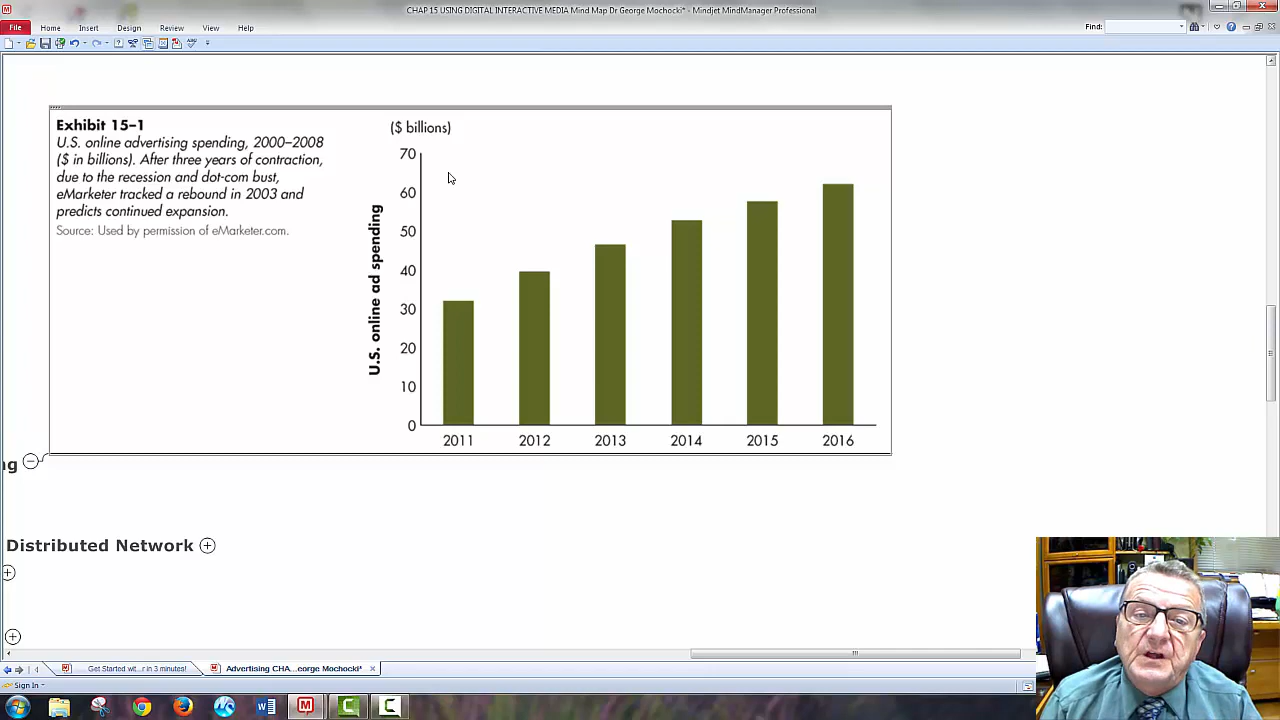 CHAP 15 USING DIGITAL INTERACTIVE MEDIA Mind Map Dr George Mochocki* - Mindjet MindManager Professional
File Home Insert Design Review View Help Find:
Exhibit 15–1
U.S. online advertising spending, 2000–2008
($ in billions). After three years of contraction,
due to the recession and dot-com bust,
eMarketer tracked a rebound in 2003 and
predicts continued expansion.
Source: Used by permission of eMarketer.com.
($ billions)
U.S. online ad spending
70
60
50
40
30
20
10
0
2011 2012 2013 2014 2015 2016
ng
Distributed Network
Get Started wit...r in 3 minutes! Advertising CHA...eorge Mochocki*
Sign In